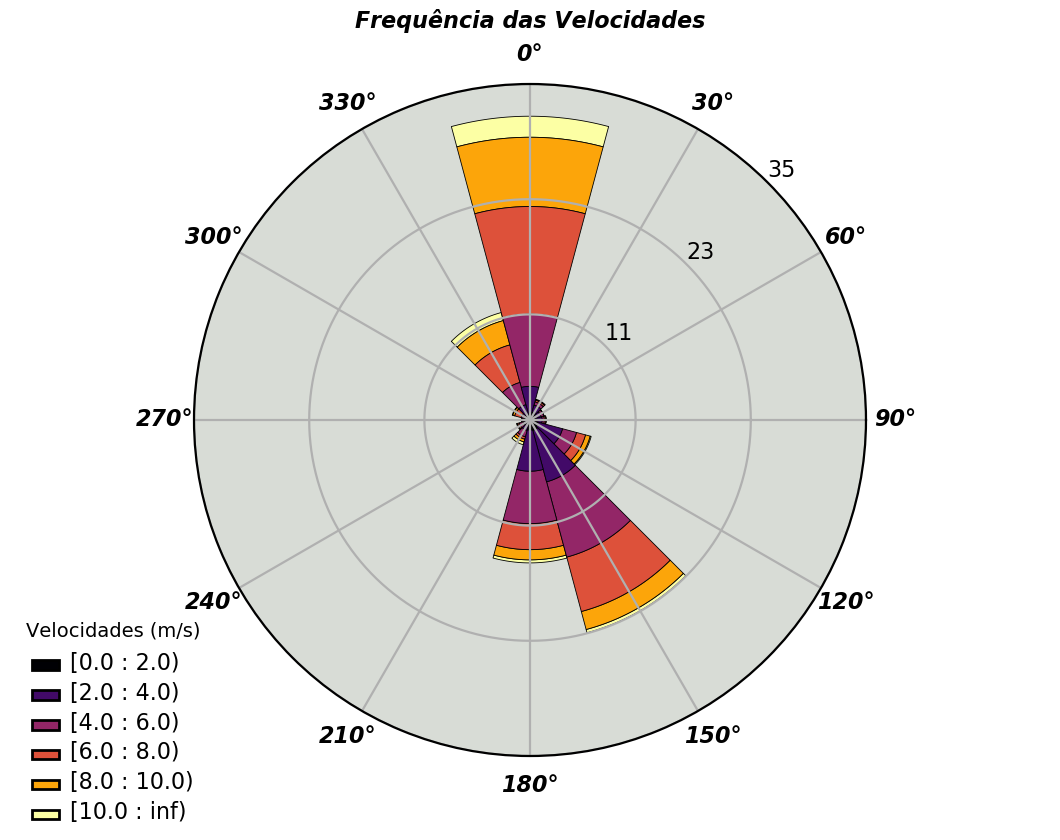 Frequência das Velocidades
0°
330°
30°
35
300°
60°
23
11
270°
90°
240°
120°
210°
150°
180°
Velocidades (m/s)
[0.0 : 2.0)
[2.0 : 4.0)
[4.0 : 6.0)
[6.0 : 8.0)
[8.0 : 10.0)
[10.0 : inf)